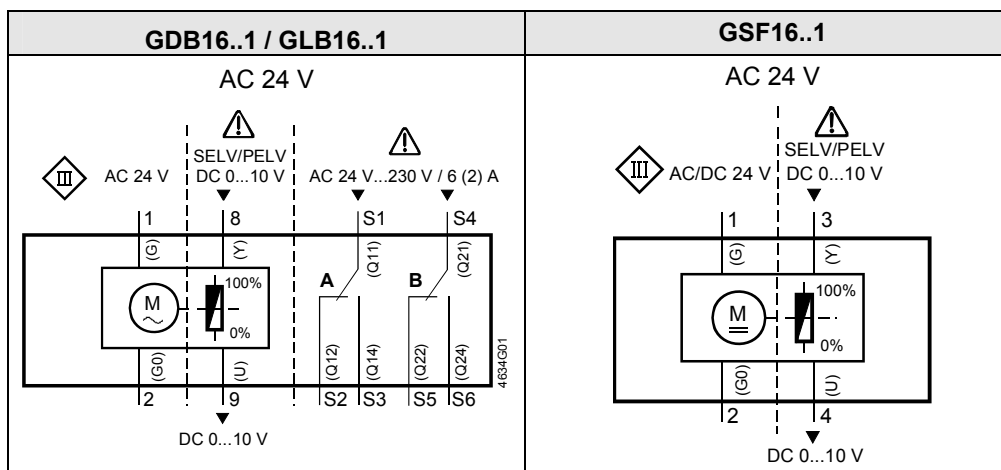 GDB16..1 / GLB16..1
AC 24 V
III
AC 24 V
SELV/PELV
DC 0...10 V
AC 24 V...230 V / 6 (2) A
1
8
S1
S4
(G)
(Y)
(Q11)
(Q21)
A
B
M
~
100%
0%
(G0)
(U)
(Q12)
(Q14)
(Q22)
(Q24)
2
9
S2
S3
S5
S6
DC 0...10 V
4634G01
GSF16..1
AC 24 V
III
AC/DC 24 V
SELV/PELV
DC 0...10 V
1
3
(G)
(Y)
M
100%
0%
(G0)
(U)
2
4
DC 0...10 V